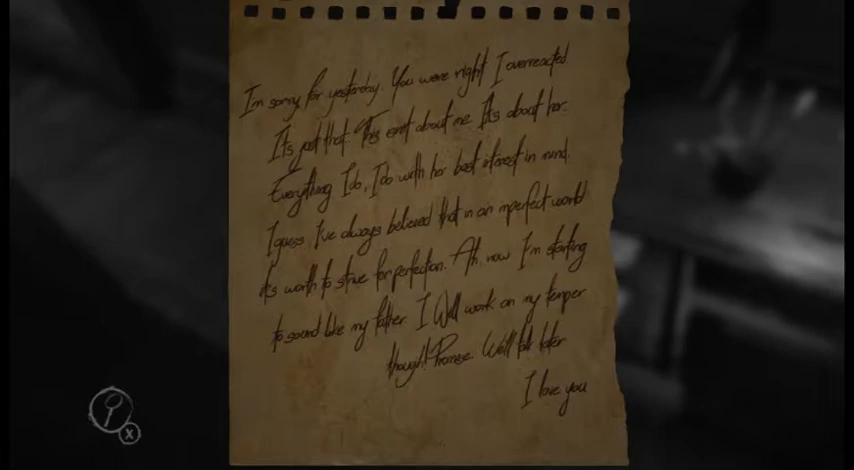 I'm sorry for yesterday. You were right I overreacted
It's just that. This isn't about me It's about her.
Everything I do, I do with her best interest in mind.
I guess I've always believed that in an imperfect world
it's worth to strive for perfection. Ah, now I'm starting
to sound like my father. I Will work on my temper
though! Promise. We'll talk later
I love you
X